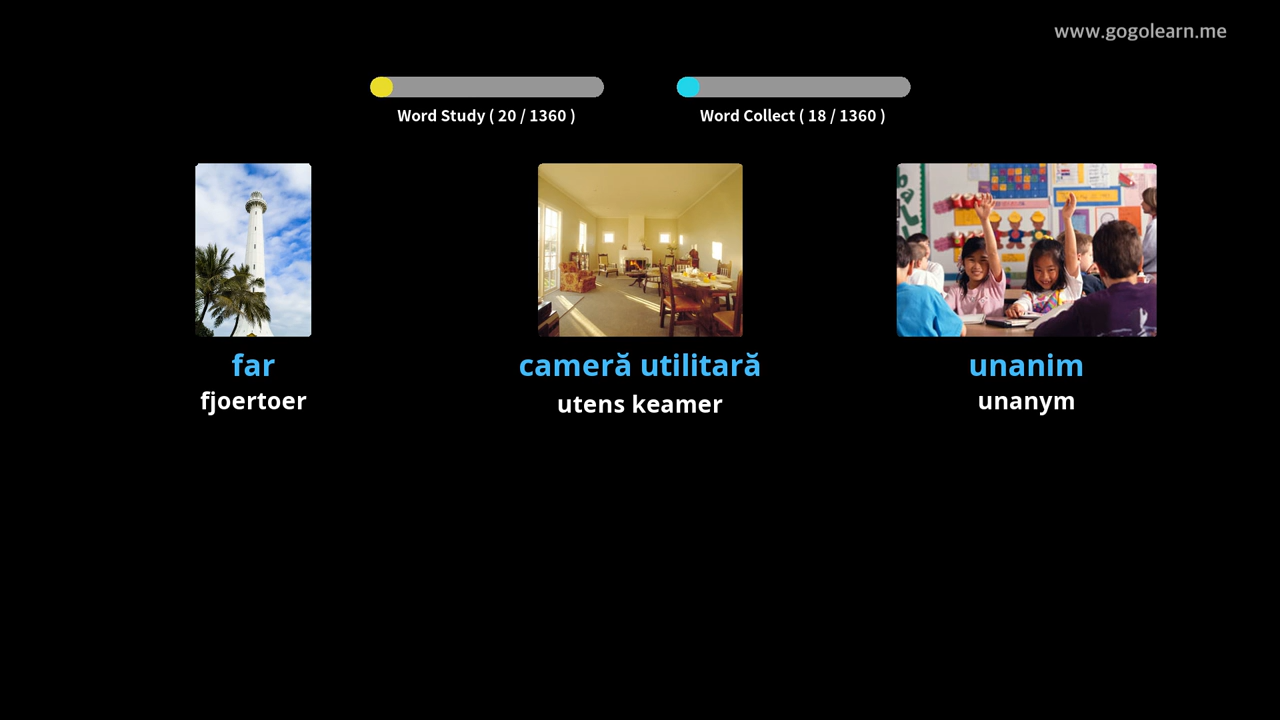 www.gogolearn.me
Word Study ( 20 / 1360 )
Word Collect ( 18 / 1360 )
far
cameră utilitară
unanim
fjoertoer
utens keamer
unanym